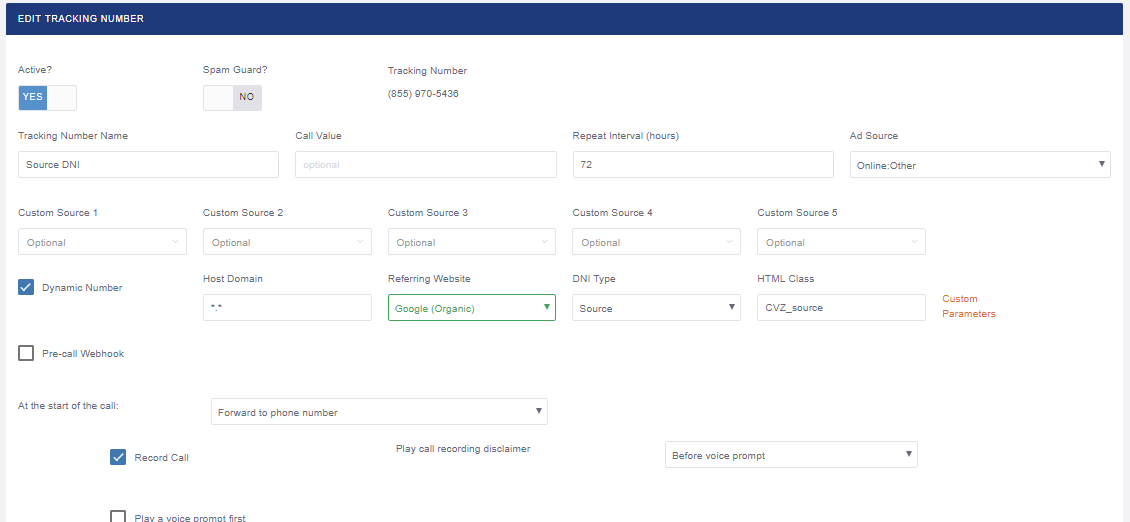 EDIT TRACKING NUMBER
Active? Spam Guard? Tracking Number
YES NO (855) 970-5436
Tracking Number Name Call Value Repeat Interval (hours) Ad Source
Source DNI optional 72 Online:Other
Custom Source 1 Custom Source 2 Custom Source 3 Custom Source 4 Custom Source 5
Optional Optional Optional Optional Optional
Dynamic Number Host Domain Referring Website DNI Type HTML Class
*.* Google (Organic) Source CVZ_source Custom
Parameters
Pre-call Webhook
At the start of the call: Forward to phone number
Record Call Play call recording disclaimer Before voice prompt
Play a voice prompt first